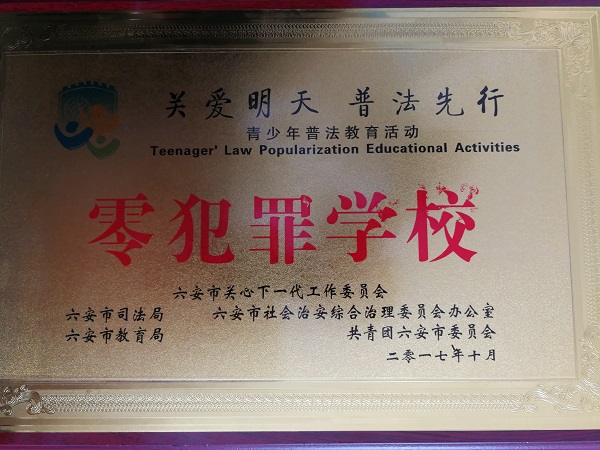 关爱明天 普法先行
青少年普法教育活动
Teenager' Law Popularization Educational Activities
零犯罪学校
六安市关心下一代工作委员会
六安市司法局 六安市社会治安综合治理委员会办公室
六安市教育局 共青团六安市委员会
二零一七年十月